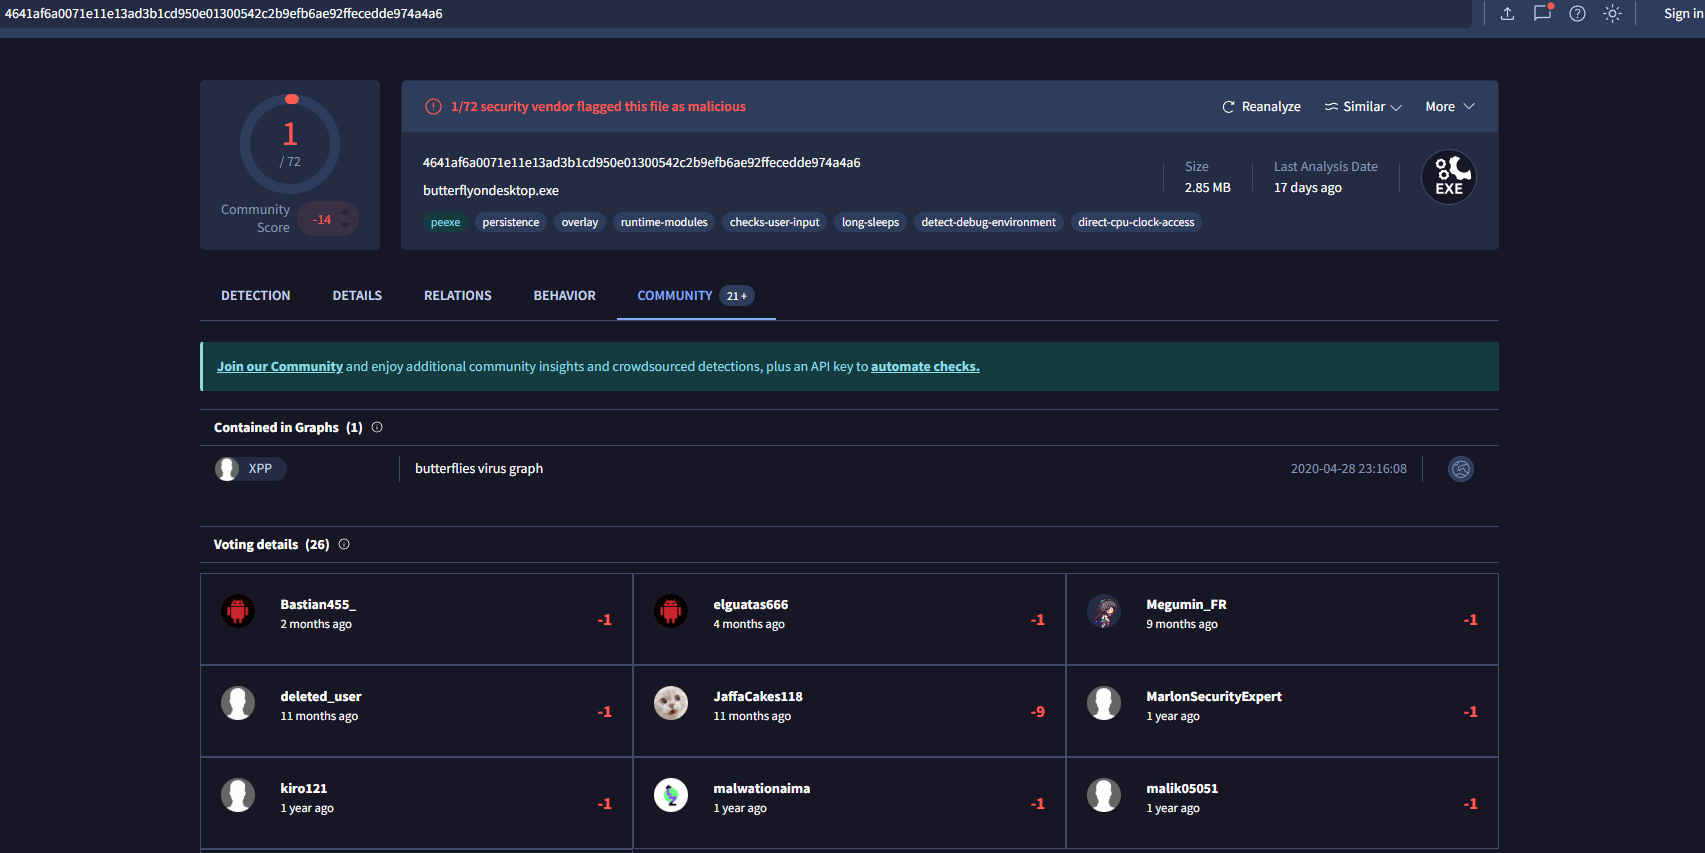 4641af6a0071e11e13ad3b1cd950e01300542c2b9efb6ae92ffecedde974a4a6
Sign in
1
/ 72
Community Score
-14
1/72 security vendor flagged this file as malicious
Reanalyze
Similar
More
4641af6a0071e11e13ad3b1cd950e01300542c2b9efb6ae92ffecedde974a4a6
butterflyondesktop.exe
Size
2.85 MB
Last Analysis Date
17 days ago
EXE
peexe persistence overlay runtime-modules checks-user-input long-sleeps detect-debug-environment direct-cpu-clock-access
DETECTION DETAILS RELATIONS BEHAVIOR COMMUNITY 21+
Join our Community and enjoy additional community insights and crowdsourced detections, plus an API key to automate checks.
Contained in Graphs (1)
XPP butterflies virus graph 2020-04-28 23:16:08
Voting details (26)
Bastian455_
2 months ago
-1
elguatas666
4 months ago
-1
Megumin_FR
9 months ago
-1
deleted_user
11 months ago
-1
JaffaCakes118
11 months ago
-9
MarlonSecurityExpert
1 year ago
-1
kiro121
1 year ago
-1
malwationaima
1 year ago
-1
malik05051
1 year ago
-1